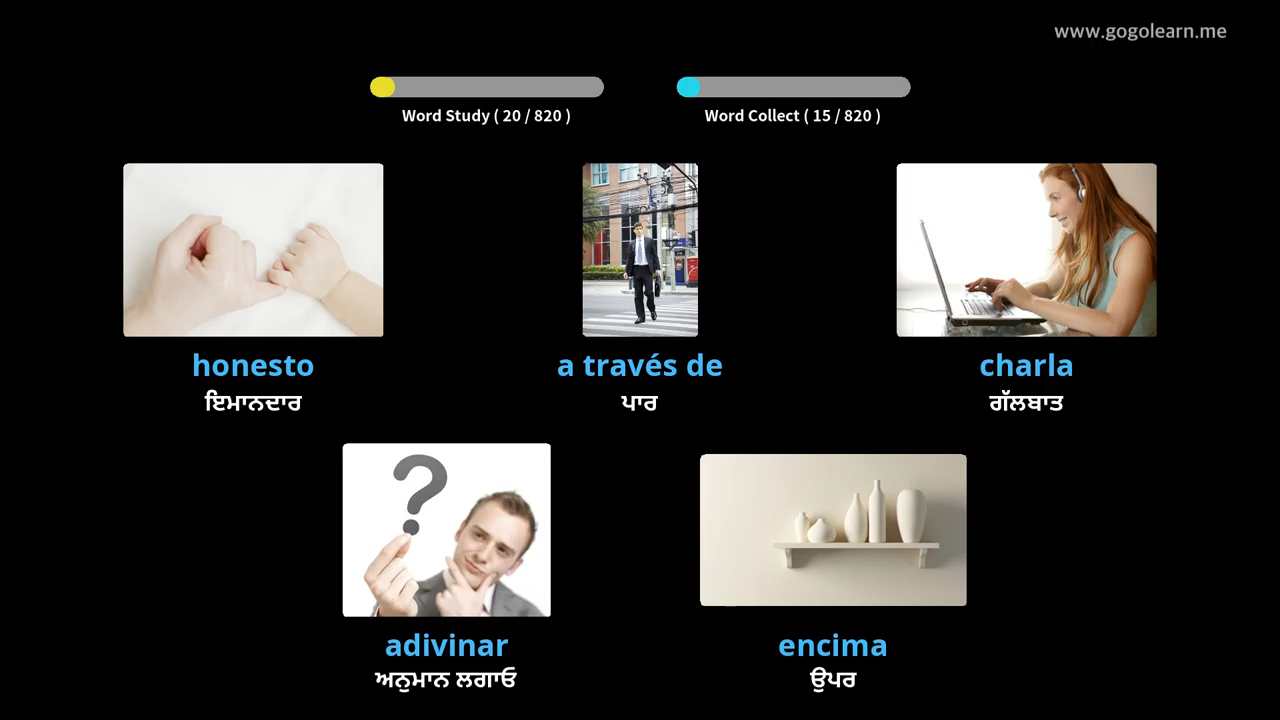 www.gogolearn.me
Word Study ( 20 / 820 )
Word Collect ( 15 / 820 )
honesto
ਇਮਾਨਦਾਰ
a través de
ਪਾਰ
charla
ਗੱਲਬਾਤ
adivinar
ਅਨੁਮਾਨ ਲਗਾਓ
encima
ਉਪਰ